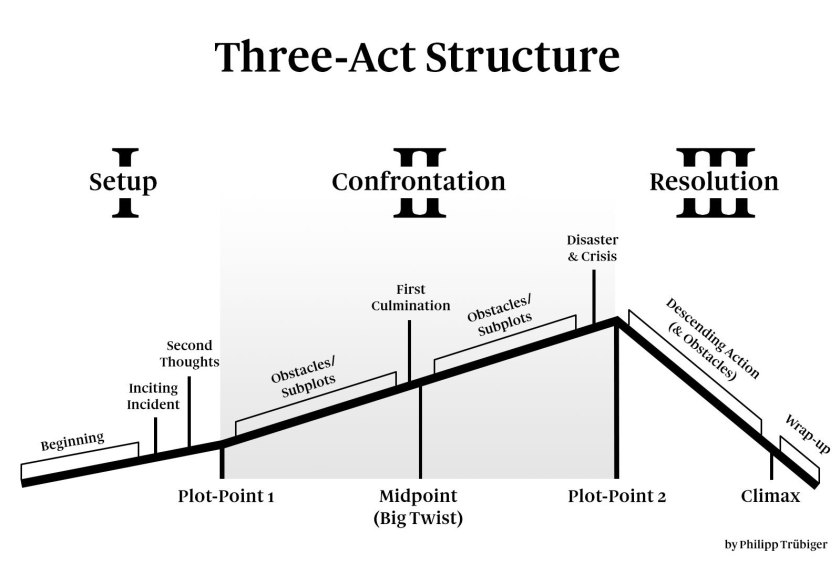 Three-Act Structure
I
Setup
II
Confrontation
III
Resolution
Beginning
Inciting
Incident
Second
Thoughts
Obstacles/
Subplots
First
Culmination
Obstacles/
Subplots
Disaster
& Crisis
Descending Action
(& Obstacles)
Wrap-up
Plot-Point 1
Midpoint
(Big Twist)
Plot-Point 2
Climax
by Philipp Trübiger